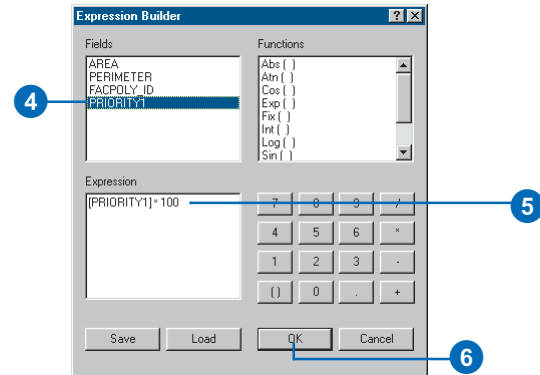 Expression Builder
? ×
Fields
Functions
AREA
PERIMETER
FACPOLY_ID
PRIORITY1
Abs ( )
Atn ( )
Cos ( )
Exp ( )
Fix ( )
Int ( )
Log ( )
Sin ( )
4
Expression
[PRIORITY1] * 100
5
7 8 9 /
4 5 6 *
1 2 3 -
( ) 0 . +
Save Load OK Cancel
6